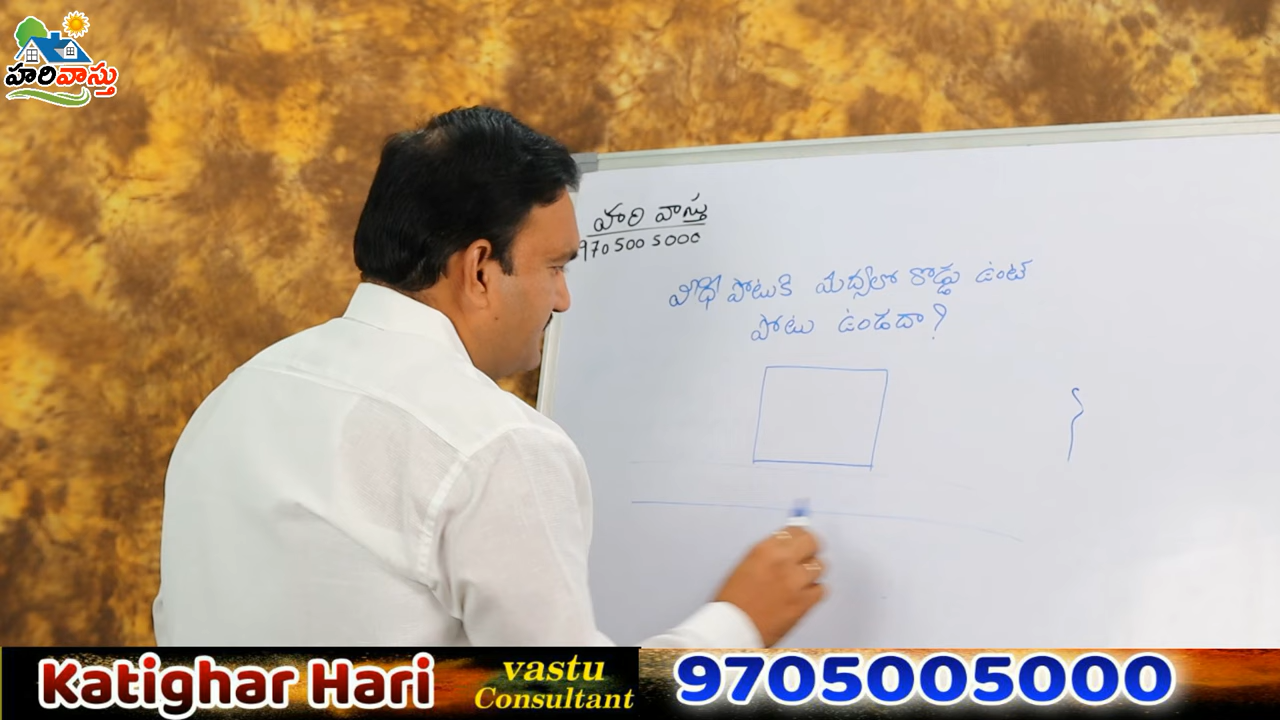 హరివాస్తు
హరి వాస్తు
9705005000
వీధి పోటుకి మధ్యలో రొడ్డు ఉంటే
పోటు ఉండదా?
Katighar Hari
vastu
Consultant
9705005000